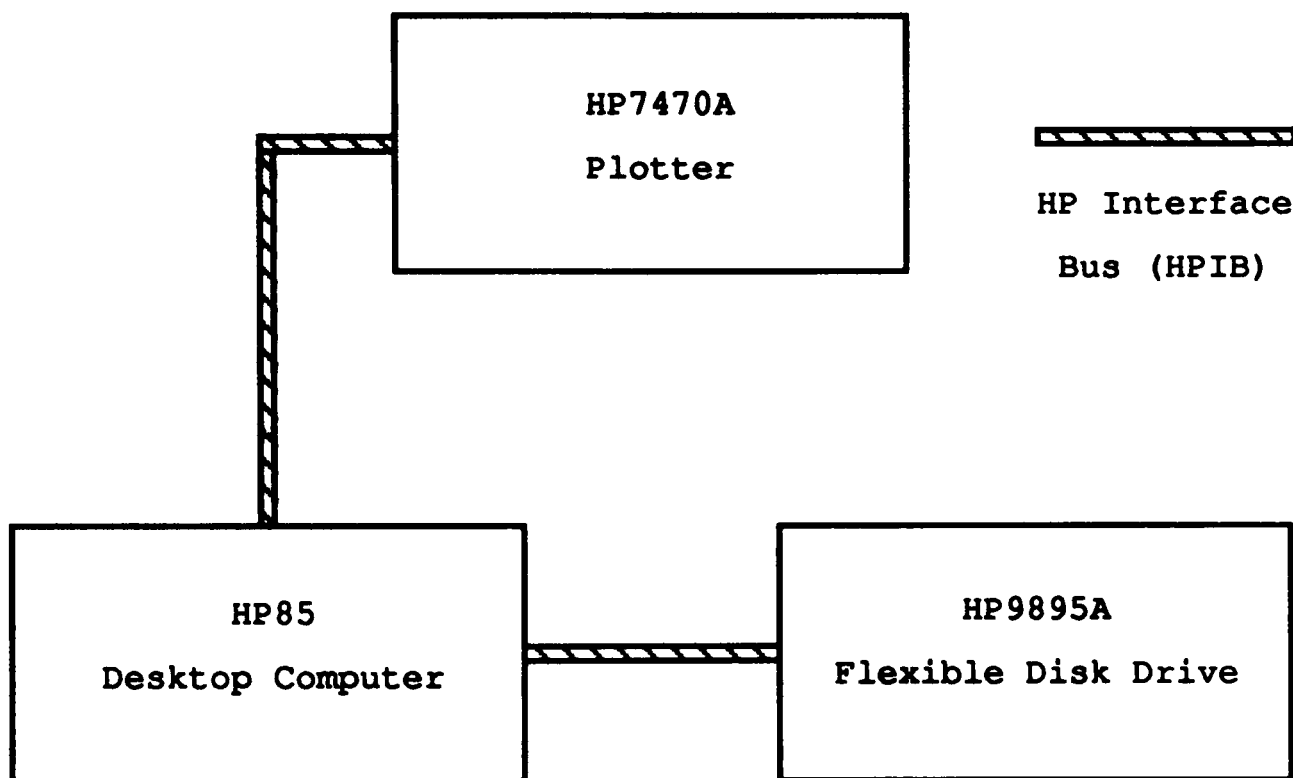 HP7470A
Plotter
HP Interface
Bus (HPIB)
HP85
Desktop Computer
HP9895A
Flexible Disk Drive